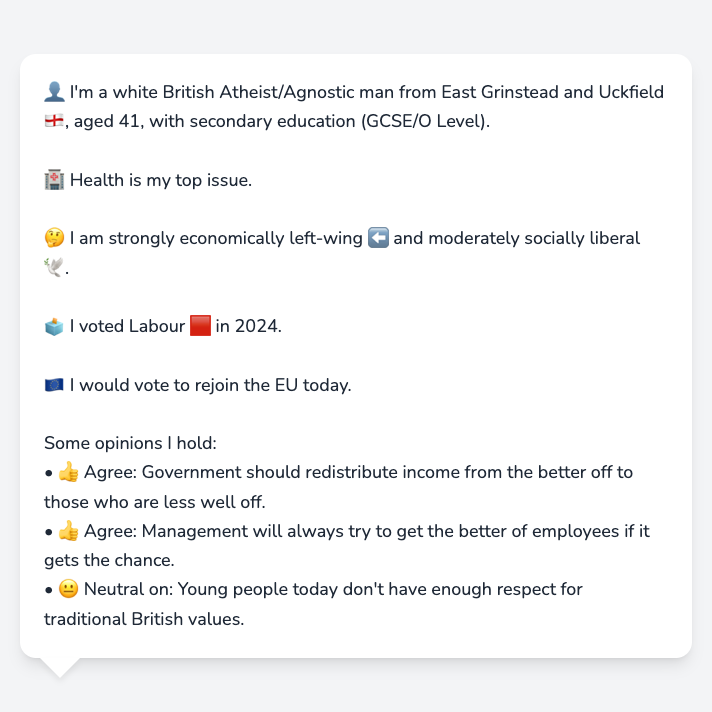 👤 I'm a white British Atheist/Agnostic man from East Grinstead and Uckfield
🏴󠁧󠁢󠁥󠁮󠁧󠁿, aged 41, with secondary education (GCSE/O Level).
🏥 Health is my top issue.
🤔 I am strongly economically left-wing ⬅️ and moderately socially liberal
🕊️.
🗳️ I voted Labour 🟥 in 2024.
🇪🇺 I would vote to rejoin the EU today.
Some opinions I hold:
• 👍 Agree: Government should redistribute income from the better off to
those who are less well off.
• 👍 Agree: Management will always try to get the better of employees if it
gets the chance.
• 😐 Neutral on: Young people today don't have enough respect for
traditional British values.